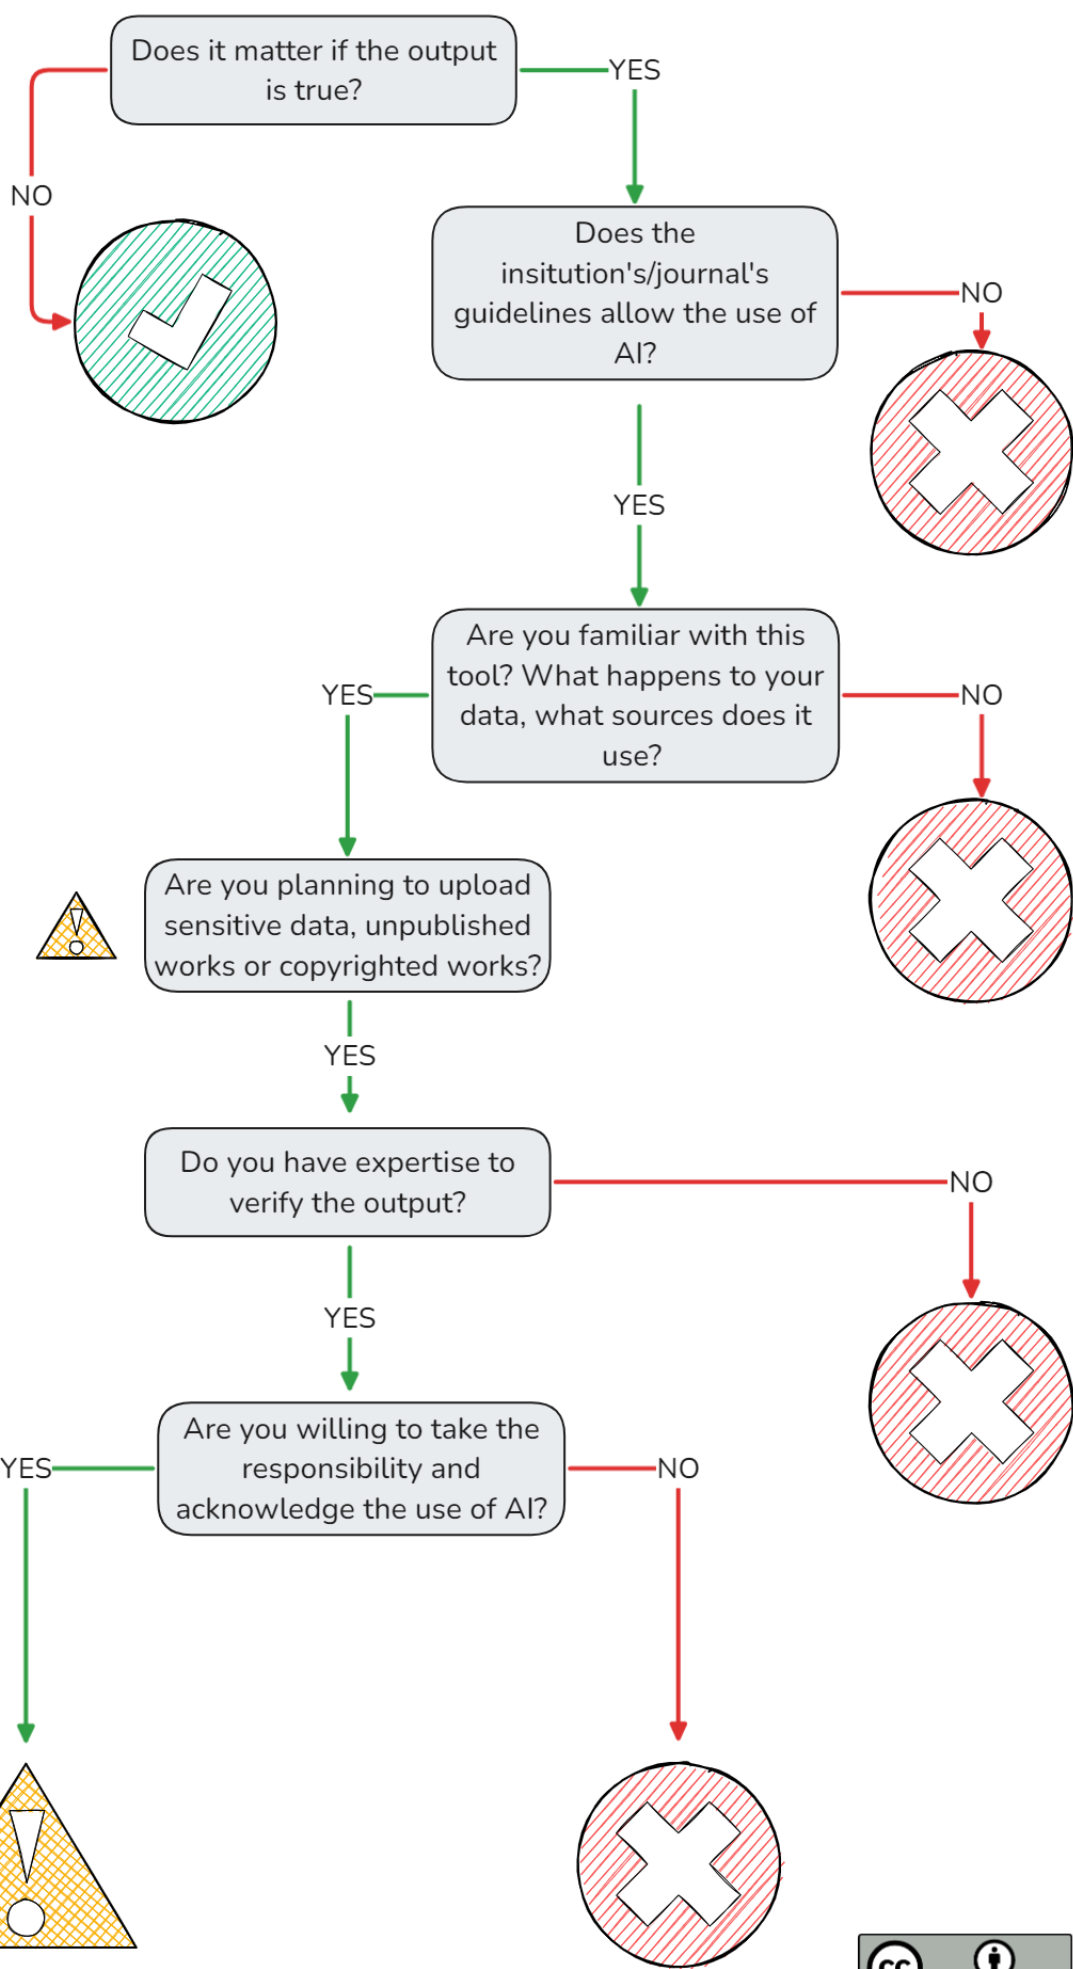 Does it matter if the output
is true?
YES
NO
Does the
insitution's/journal's
guidelines allow the use of
AI?
NO
YES
Are you familiar with this
tool? What happens to your
data, what sources does it
use?
YES
NO
Are you planning to upload
sensitive data, unpublished
works or copyrighted works?
YES
Do you have expertise to
verify the output?
NO
YES
Are you willing to take the
responsibility and
acknowledge the use of AI?
YES
NO
cc